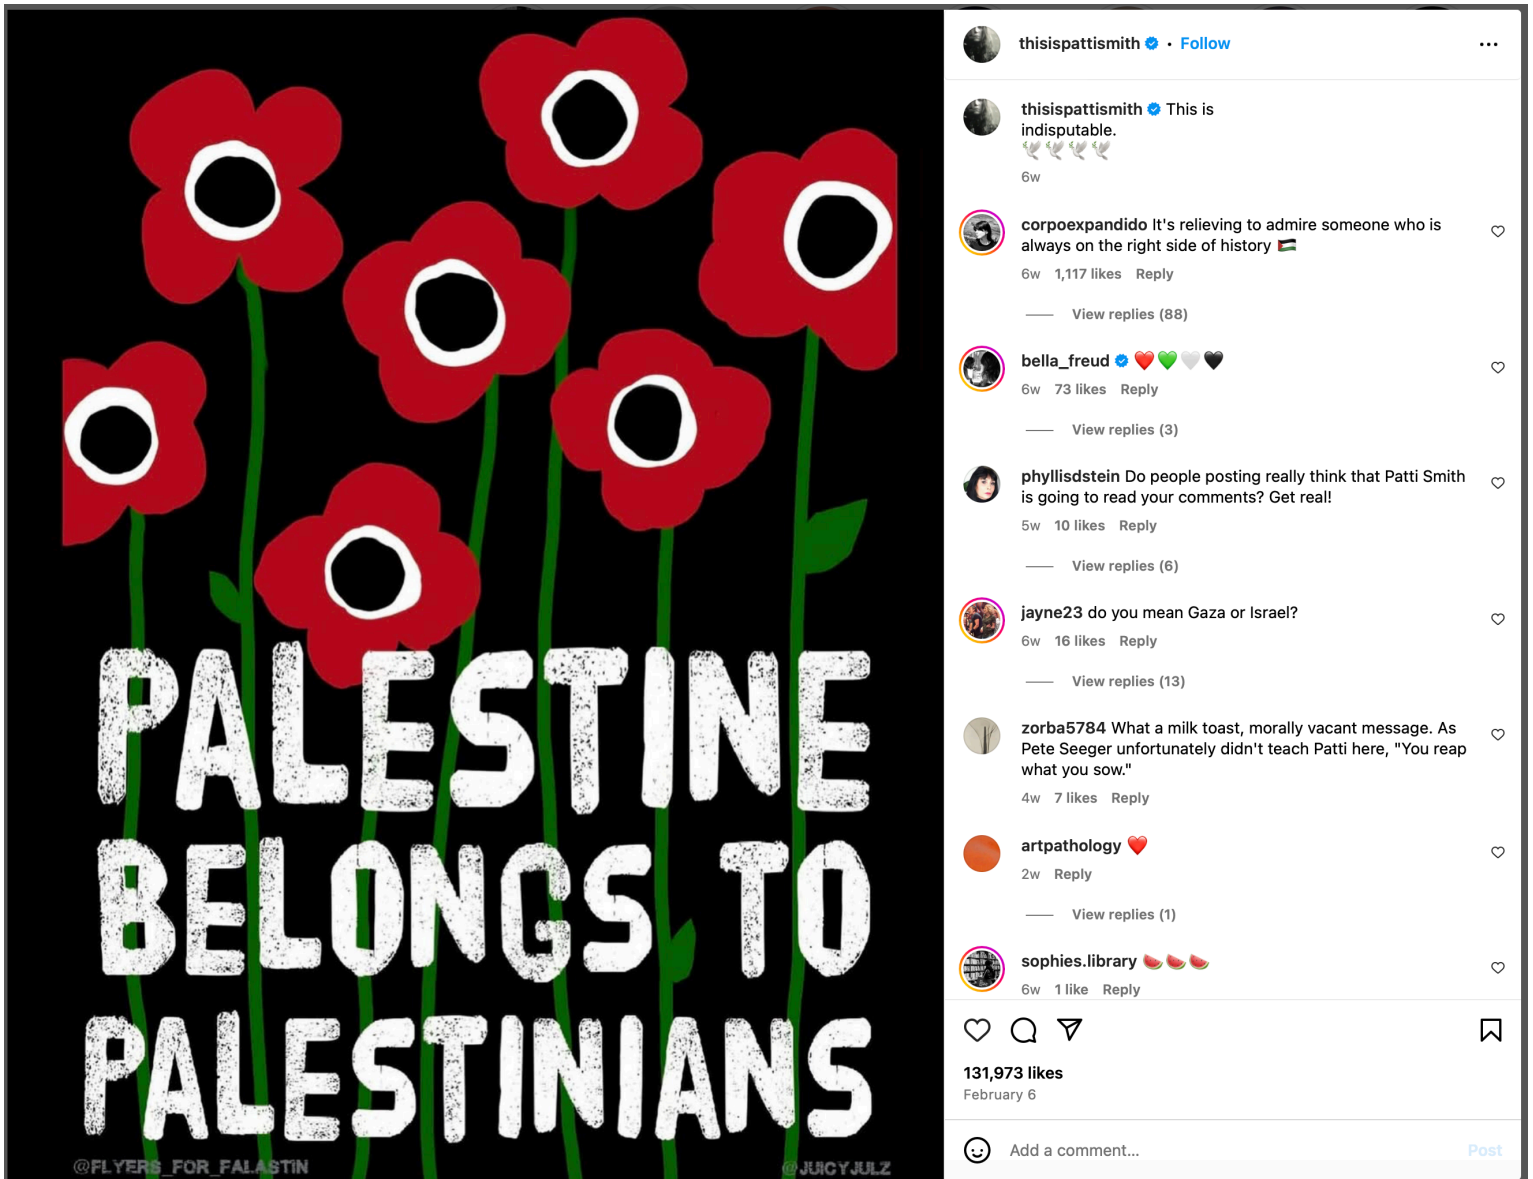 PALESTINE
BELONGS TO
PALESTINIANS
@FLYERS_FOR_FALASTIN
@JUICYJULZ
thisispattismith • Follow
thisispattismith This is
indisputable.
🕊️🕊️🕊️🕊️
6w
corpoexpandido It's relieving to admire someone who is
always on the right side of history 🇵🇸
6w 1,117 likes Reply
View replies (88)
bella_freud ❤️💚🤍🖤
6w 73 likes Reply
View replies (3)
phyllisdstein Do people posting really think that Patti Smith
is going to read your comments? Get real!
5w 10 likes Reply
View replies (6)
jayne23 do you mean Gaza or Israel?
6w 16 likes Reply
View replies (13)
zorba5784 What a milk toast, morally vacant message. As
Pete Seeger unfortunately didn't teach Patti here, "You reap
what you sow."
4w 7 likes Reply
artpathology ❤️
2w Reply
View replies (1)
sophies.library 🍉🍉🍉
6w 1 like Reply
131,973 likes
February 6
Add a comment...
Post